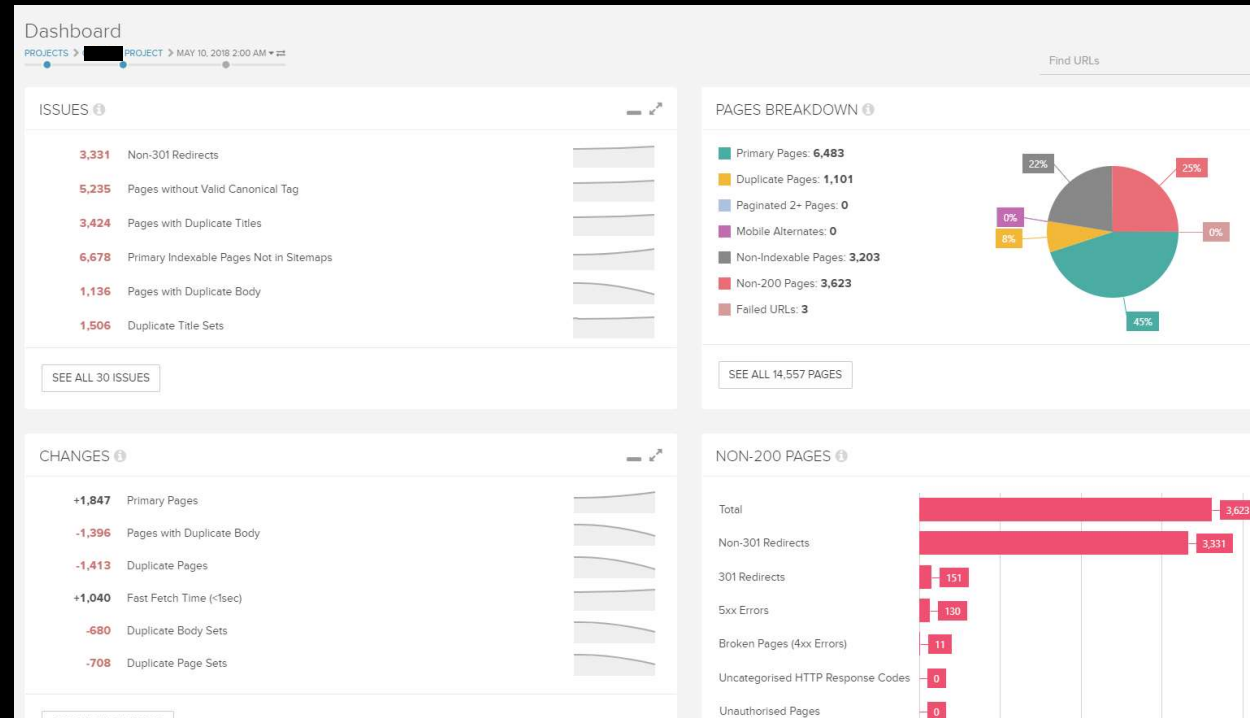 Dashboard
PROJECTS > PROJECT > MAY 10, 2018 2:00 AM
Find URLs
ISSUES
3,331 Non-301 Redirects
5,235 Pages without Valid Canonical Tag
3,424 Pages with Duplicate Titles
6,678 Primary Indexable Pages Not in Sitemaps
1,136 Pages with Duplicate Body
1,506 Duplicate Title Sets
SEE ALL 30 ISSUES
PAGES BREAKDOWN
Primary Pages: 6,483
Duplicate Pages: 1,101
Paginated 2+ Pages: 0
Mobile Alternates: 0
Non-Indexable Pages: 3,203
Non-200 Pages: 3,623
Failed URLs: 3
22%
25%
0%
8%
0%
45%
SEE ALL 14,557 PAGES
CHANGES
+1,847 Primary Pages
-1,396 Pages with Duplicate Body
-1,413 Duplicate Pages
+1,040 Fast Fetch Time (<1sec)
-680 Duplicate Body Sets
-708 Duplicate Page Sets
NON-200 PAGES
Total 3,623
Non-301 Redirects 3,331
301 Redirects 151
5xx Errors 130
Broken Pages (4xx Errors) 11
Uncategorised HTTP Response Codes 0
Unauthorised Pages 0